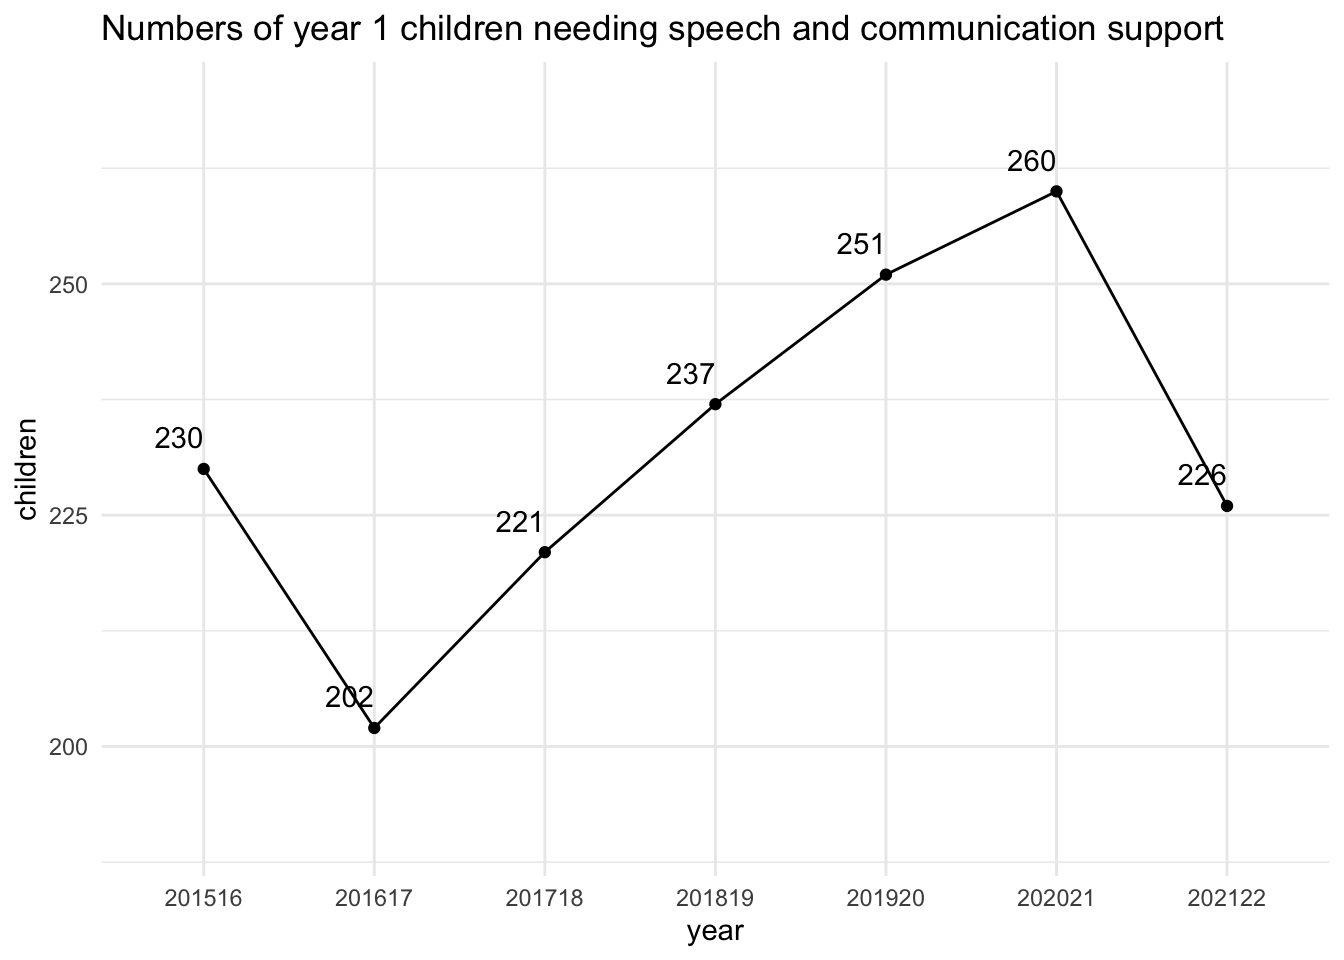 Numbers of year 1 children needing speech and communication support
260
251
250
237
230
226
225
221
202
200
children
201516 201617 201718 201819 201920 202021 202122
year